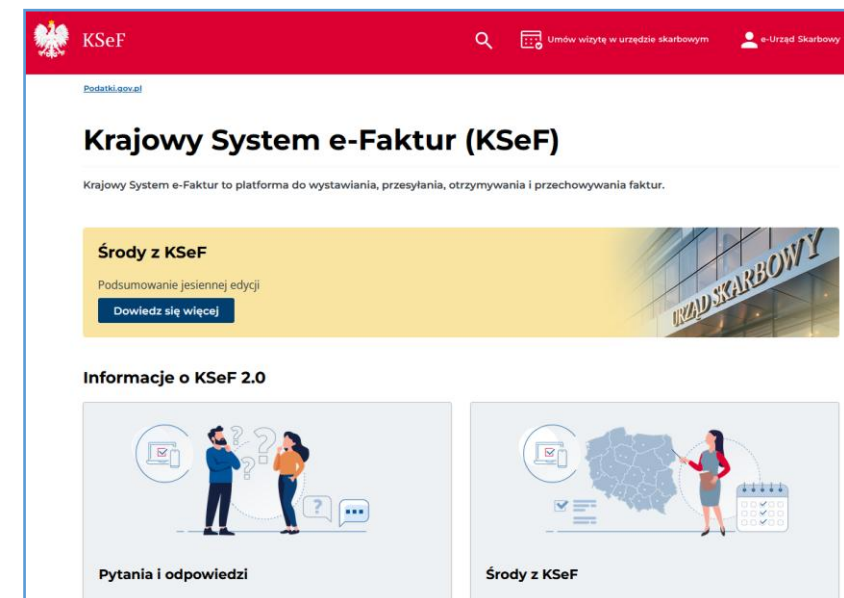 KSeF
Umów wizytę w urzędzie skarbowym
e-Urząd Skarbowy
Podatki.gov.pl
Krajowy System e-Faktur (KSeF)
Krajowy System e-Faktur to platforma do wystawiania, przesyłania, otrzymywania i przechowywania faktur.
Środy z KSeF
Podsumowanie jesiennej edycji
Dowiedz się więcej
URZĄD SKARBOWY
Informacje o KSeF 2.0
Pytania i odpowiedzi
Środy z KSeF